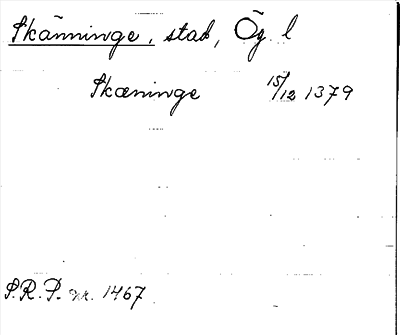 Skänninge, stad, Ög l
Skæninge 15/12 1379
S.R.P. nr. 1467